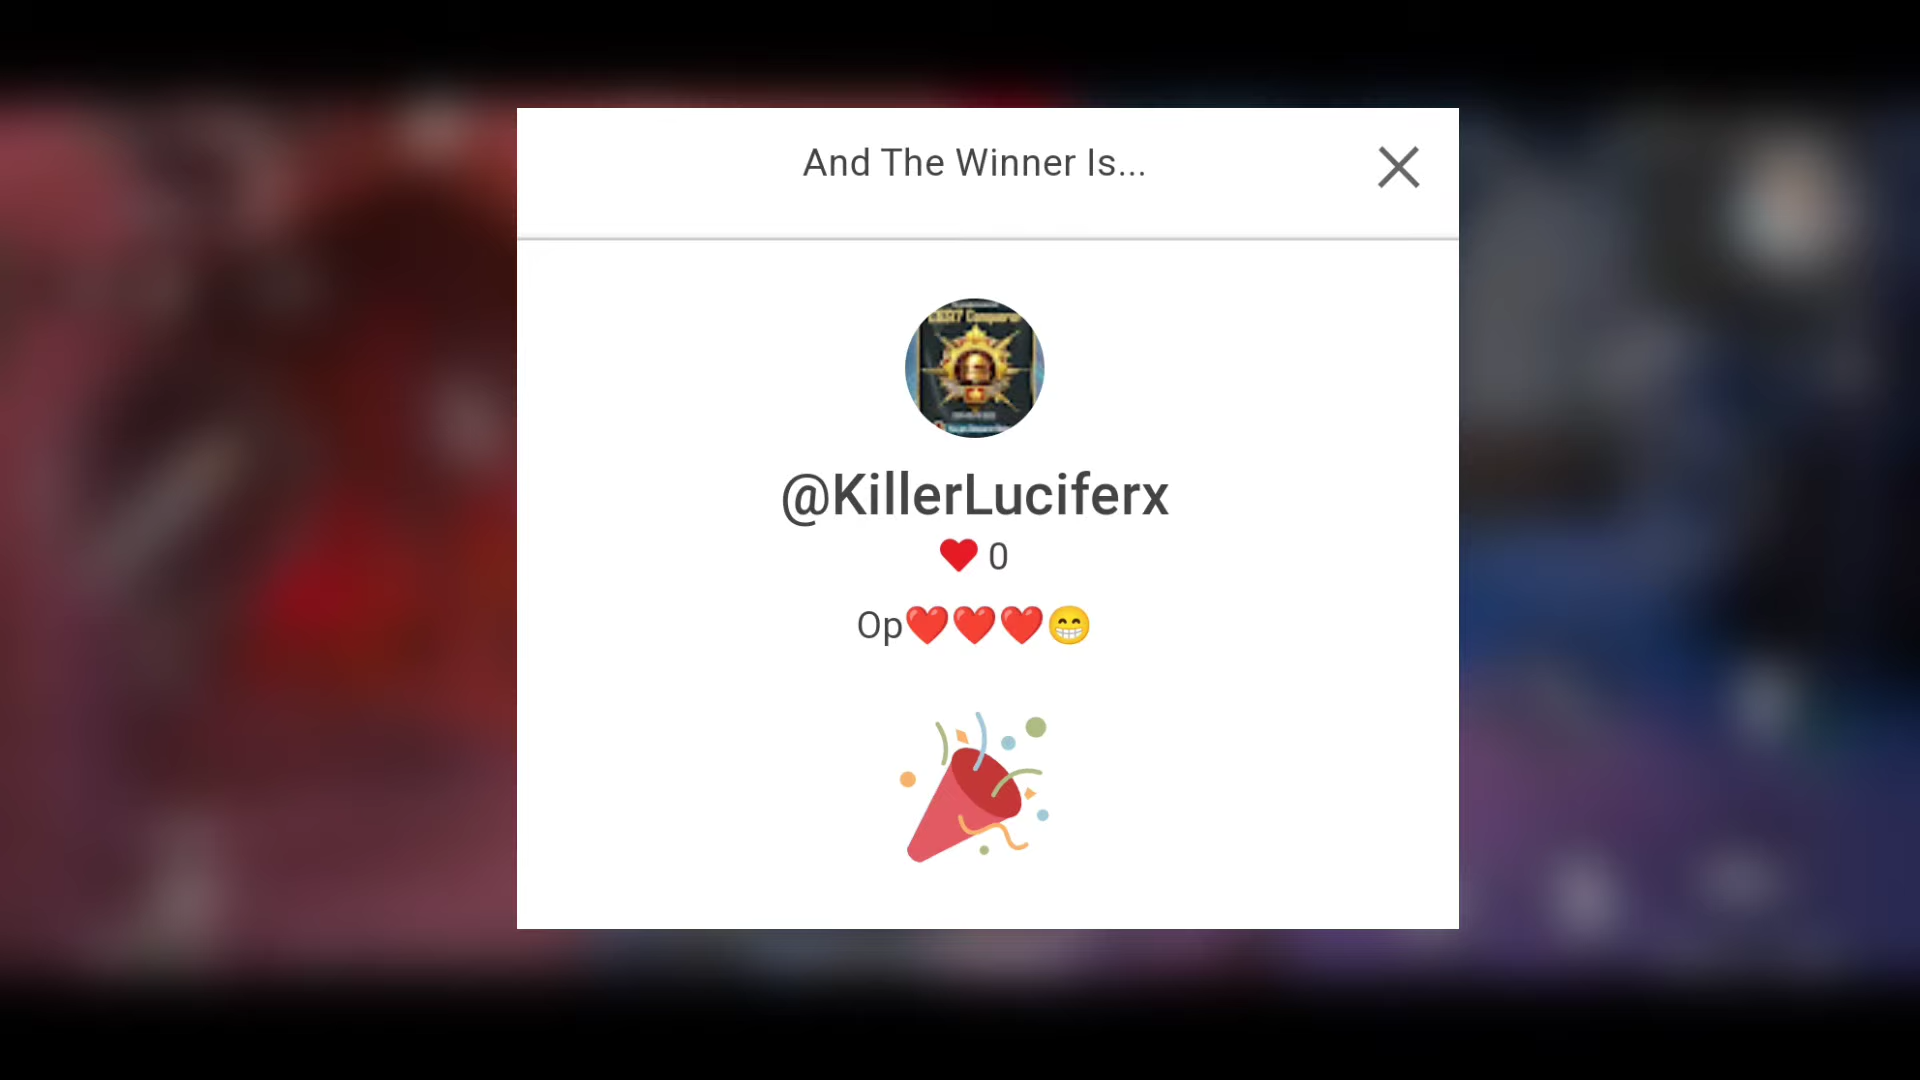 And The Winner Is...
@KillerLuciferx
❤ 0
Op❤️❤️❤️😁